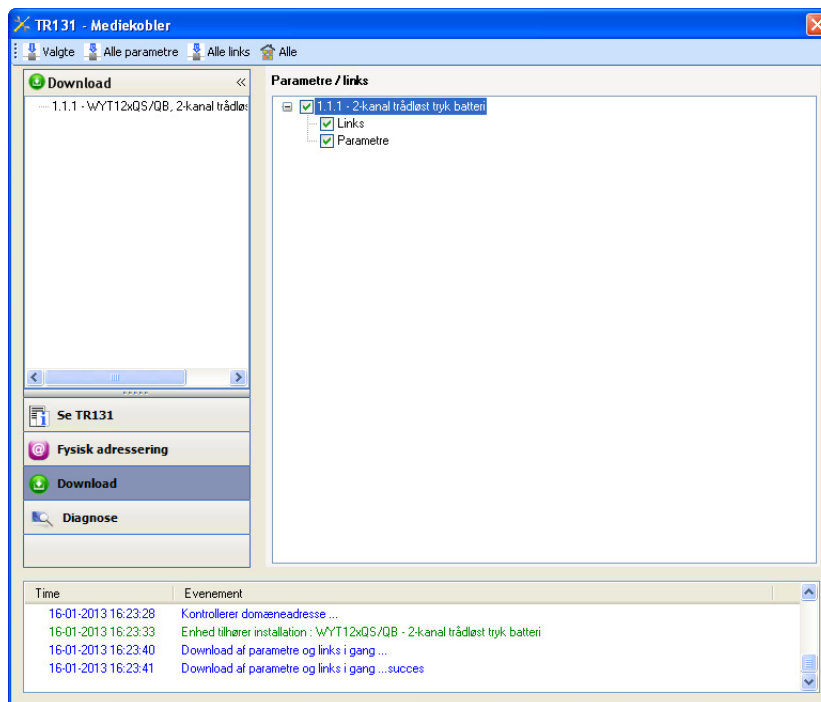 TR131 - Mediekobler
Valgte Alle parametre Alle links Alle
Download «
1.1.1 - WYT12xQS/QB, 2-kanal trådløs
Parametre / links
1.1.1 - 2-kanal trådløst tryk batteri
Links
Parametre
Se TR131
Fysisk adressering
Download
Diagnose
Time Evenement
16-01-2013 16:23:28 Kontrollerer domæneadresse ...
16-01-2013 16:23:33 Enhed tilhører installation : WYT12xQS/QB - 2-kanal trådløst tryk batteri
16-01-2013 16:23:40 Download af parametre og links i gang ...
16-01-2013 16:23:41 Download af parametre og links i gang ...succes